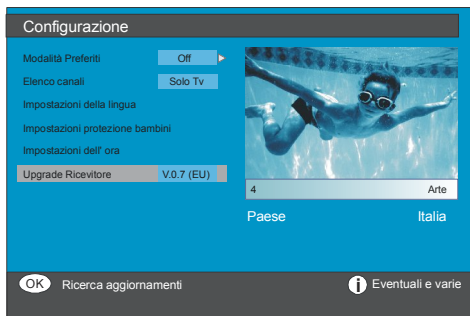 Configurazione
Modalità Preferiti Off
Elenco canali Solo Tv
Impostazioni della lingua
Impostazioni protezione bambini
Impostazioni dell' ora
Upgrade Ricevitore V.0.7 (EU)
4 Arte
Paese Italia
OK Ricerca aggiornamenti i Eventuali e varie